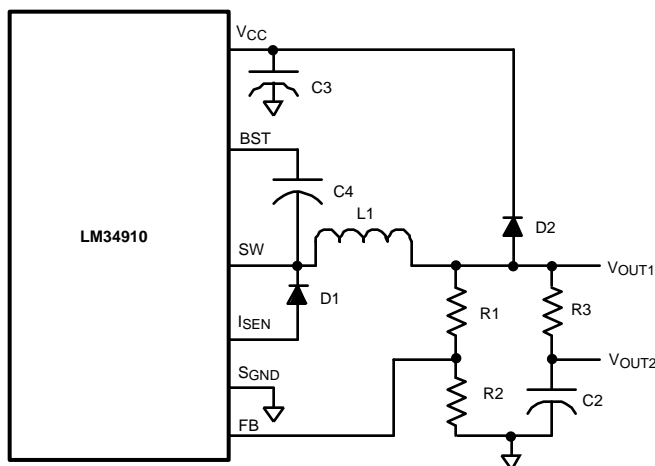 VCC
C3
BST
C4
L1
LM34910
D2
SW
VOUT1
D1
R1
R3
ISEN
VOUT2
SGND
R2
C2
FB